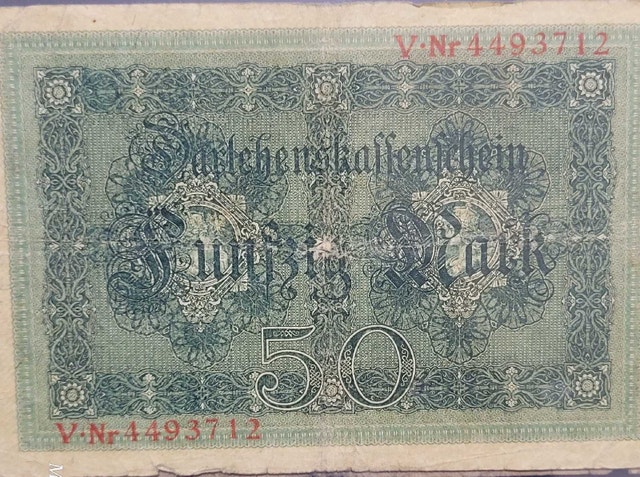 V·Nr 4493712
Darlehenskassenschein
Fünfzig Mark
50
V·Nr 4493712